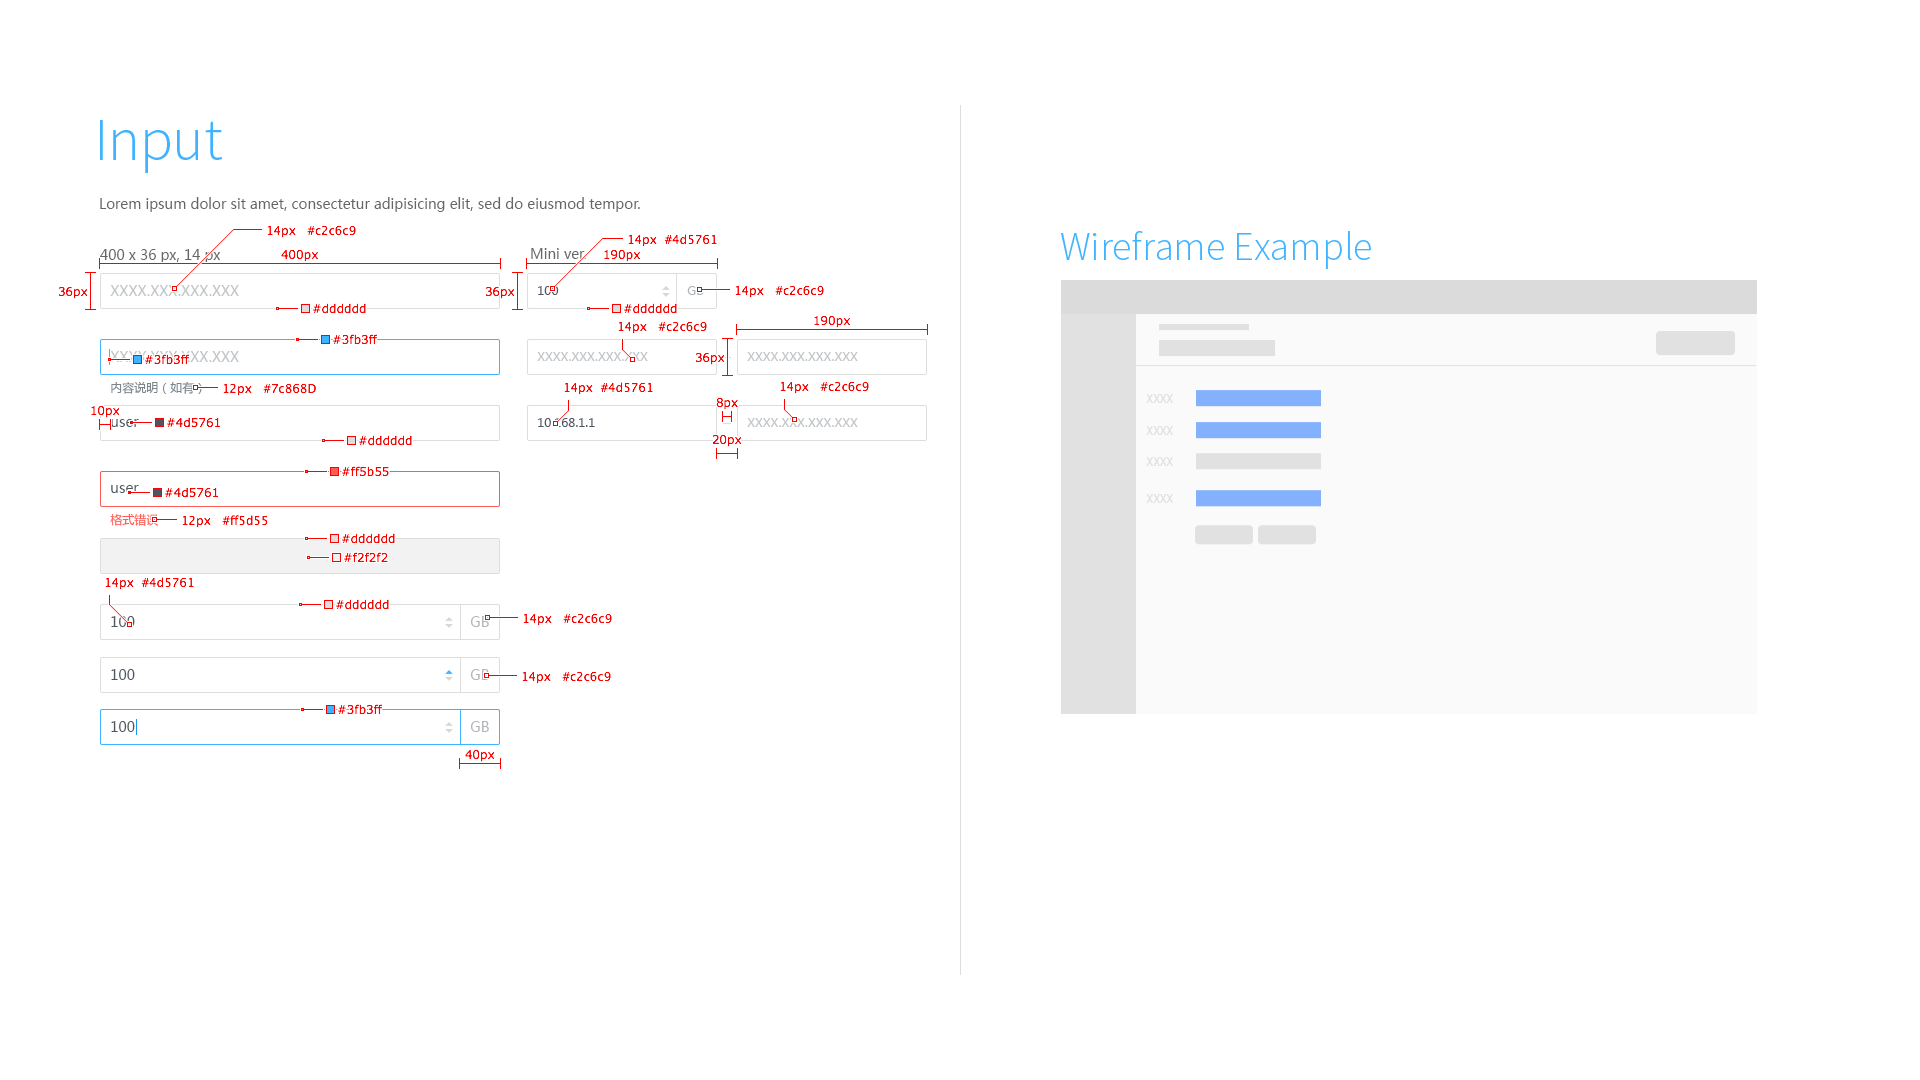 Input
Lorem ipsum dolor sit amet, consectetur adipisicing elit, sed do eiusmod tempor.
14px #c2c6c9
400 x 36 px, 14 px
400px
36px
XXXX.XXX.XXX.XXX
#dddddd
#3fb3ff
XXXX.XXX.XXX.XXX
#3fb3ff
内容说明（如有）
12px #7c868D
10px
user
#4d5761
#dddddd
#ff5b55
user
#4d5761
格式错误
12px #ff5d55
#dddddd
#f2f2f2
14px #4d5761
#dddddd
100
GB
14px #c2c6c9
100
GB
14px #c2c6c9
#3fb3ff
100
GB
40px
14px #4d5761
Mini ver.
190px
36px
100
GB
14px #c2c6c9
#dddddd
14px #c2c6c9
190px
XXXX.XXX.XXX.XXX
36px
XXXX.XXX.XXX.XXX
14px #4d5761
14px #c2c6c9
8px
XXXX.XXX.XXX.XXX
20px
Wireframe Example
XXXX
XXXX
XXXX
XXXX